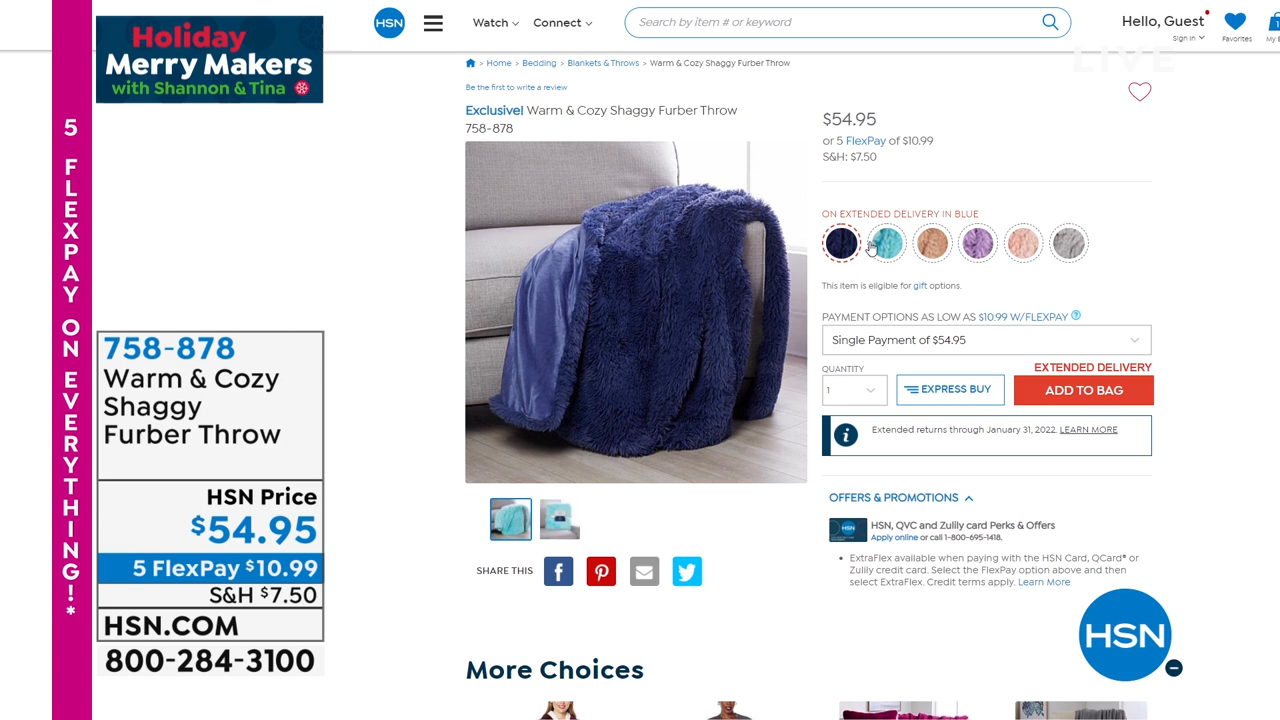 Holiday
Merry Makers
with Shannon & Tina
5 FLEXPAY ON EVERYTHING!*
758-878
Warm & Cozy
Shaggy
Furber Throw
HSN Price
$54.95
5 FlexPay $10.99
S&H $7.50
HSN.COM
800-284-3100
HSN
Watch
Connect
Search by item # or keyword
Hello, Guest
Sign In
Favorites
1
LIVE
> Home > Bedding > Blankets & Throws > Warm & Cozy Shaggy Furber Throw
Be the first to write a review
Exclusive! Warm & Cozy Shaggy Furber Throw
758-878
$54.95
or 5 FlexPay of $10.99
S&H: $7.50
ON EXTENDED DELIVERY IN BLUE
This item is eligible for gift options.
PAYMENT OPTIONS AS LOW AS $10.99 W/FLEXPAY ?
Single Payment of $54.95
QUANTITY
EXTENDED DELIVERY
1
EXPRESS BUY
ADD TO BAG
i
Extended returns through January 31, 2022. LEARN MORE
OFFERS & PROMOTIONS
HSN
HSN, QVC and Zulily card Perks & Offers
Apply online or call 1-800-695-1418.
• ExtraFlex available when paying with the HSN Card, QCard® or
Zulily credit card. Select the FlexPay option above and then
select ExtraFlex. Credit terms apply. Learn More
SHARE THIS
HSN
More Choices